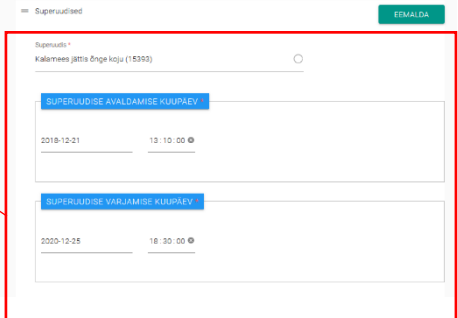 Superuudised
EEMALDA
Superuudis *
Kalamees jättis õnge koju (15393)
SUPERUUDISE AVALDAMISE KUUPÄEV *
2018-12-21 13:10:00
SUPERUUDISE VARJAMISE KUUPÄEV *
2020-12-25 18:30:00